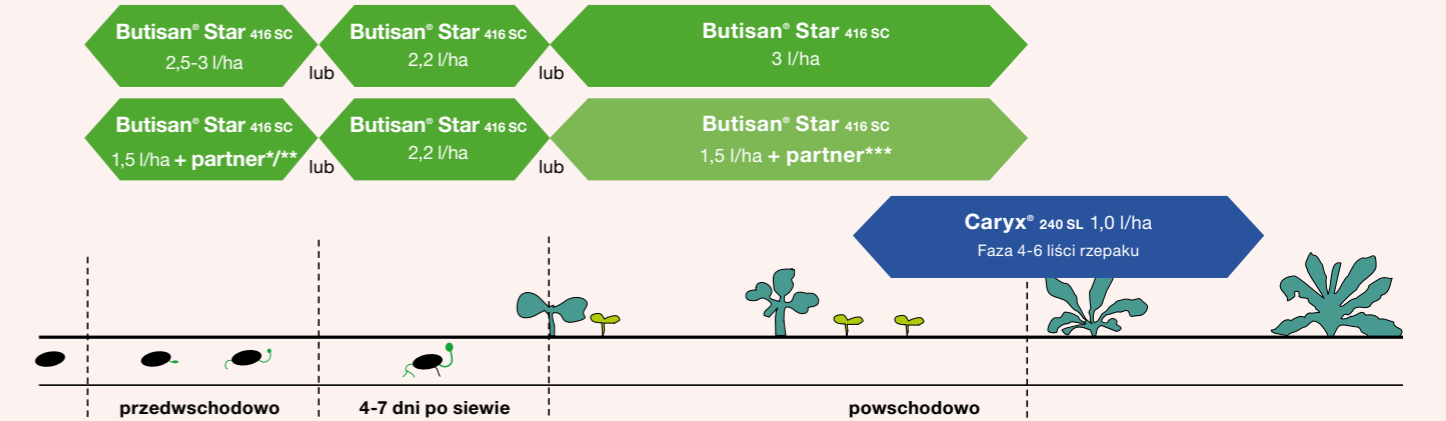 Butisan® Star 416 SC
2,5-3 l/ha
lub
Butisan® Star 416 SC
2,2 l/ha
lub
Butisan® Star 416 SC
3 l/ha
Butisan® Star 416 SC
1,5 l/ha + partner*/**
lub
Butisan® Star 416 SC
2,2 l/ha
lub
Butisan® Star 416 SC
1,5 l/ha + partner***
Caryx® 240 SL 1,0 l/ha
Faza 4-6 liści rzepaku
przedwschodowo
4-7 dni po siewie
powschodowo